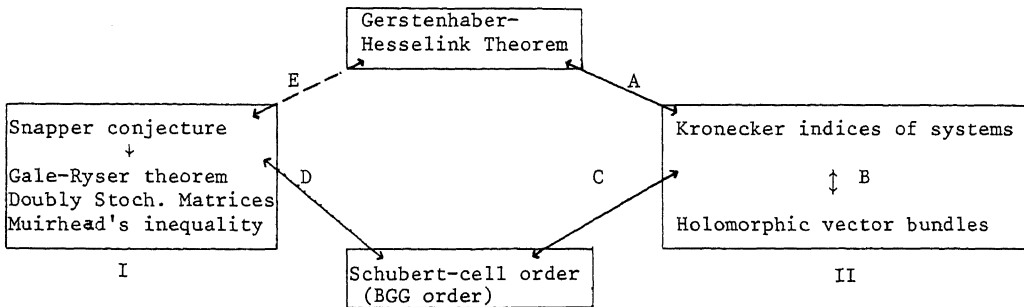 Gerstenhaber-
Hesselink Theorem
E
A
Snapper conjecture
↓
Gale-Ryser theorem
Doubly Stoch. Matrices
Muirhead's inequality
I
Kronecker indices of systems
↕ B
Holomorphic vector bundles
II
D
C
Schubert-cell order
(BGG order)